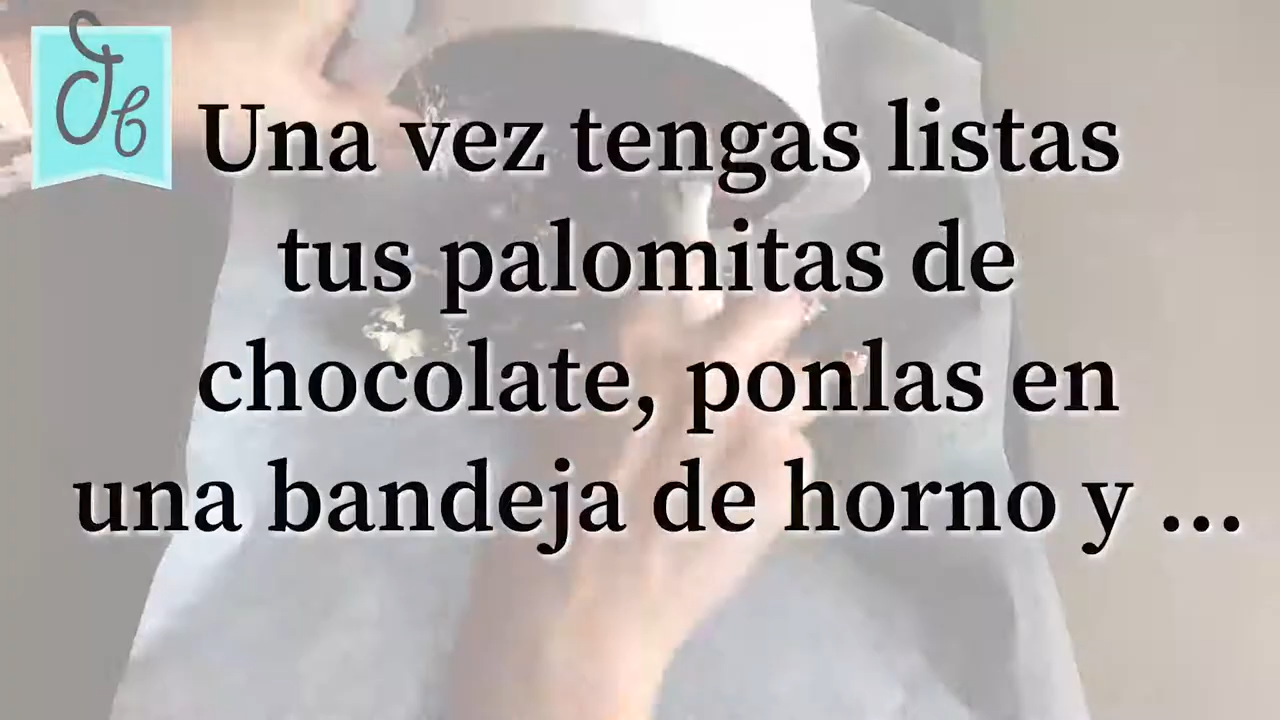 Una vez tengas listas
tus palomitas de
chocolate, ponlas en
una bandeja de horno y ...